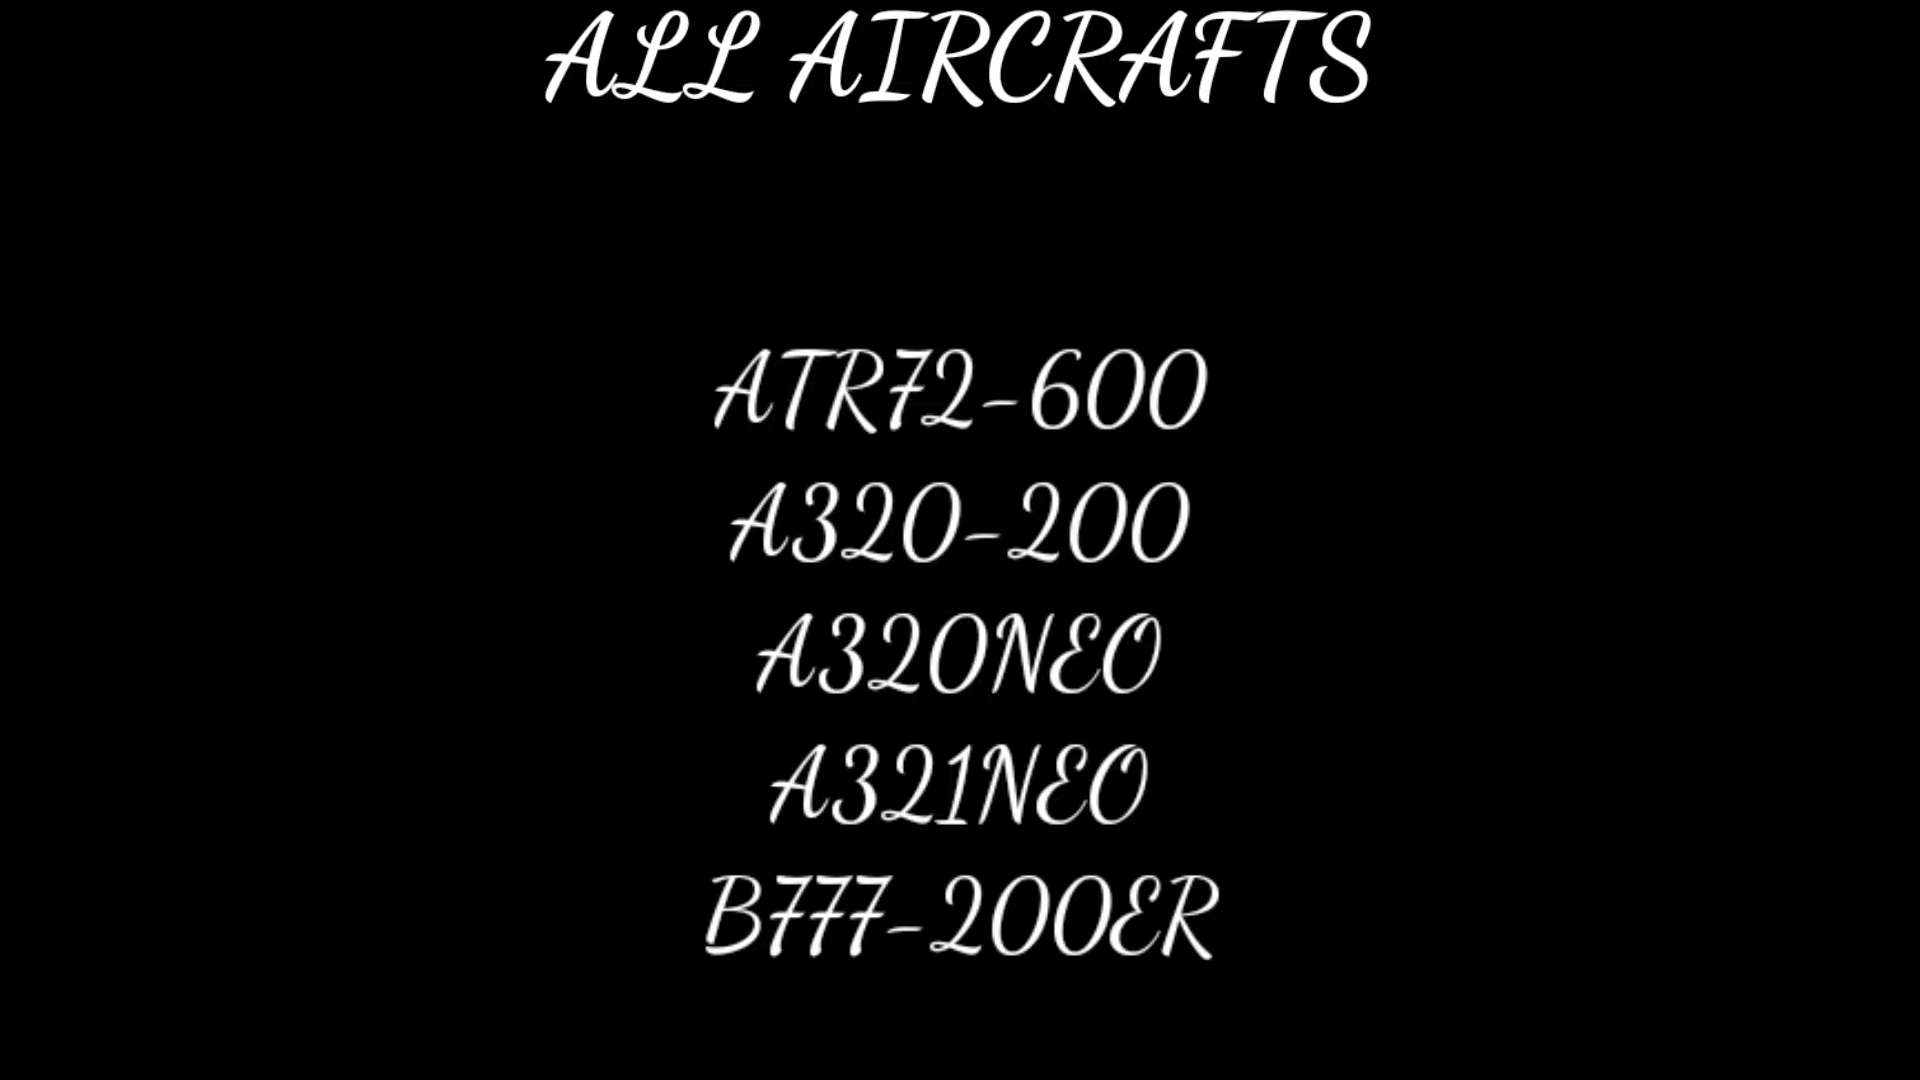 ALL AIRCRAFTS
ATR72-600
A320-200
A320NEO
A321NEO
B777-200ER